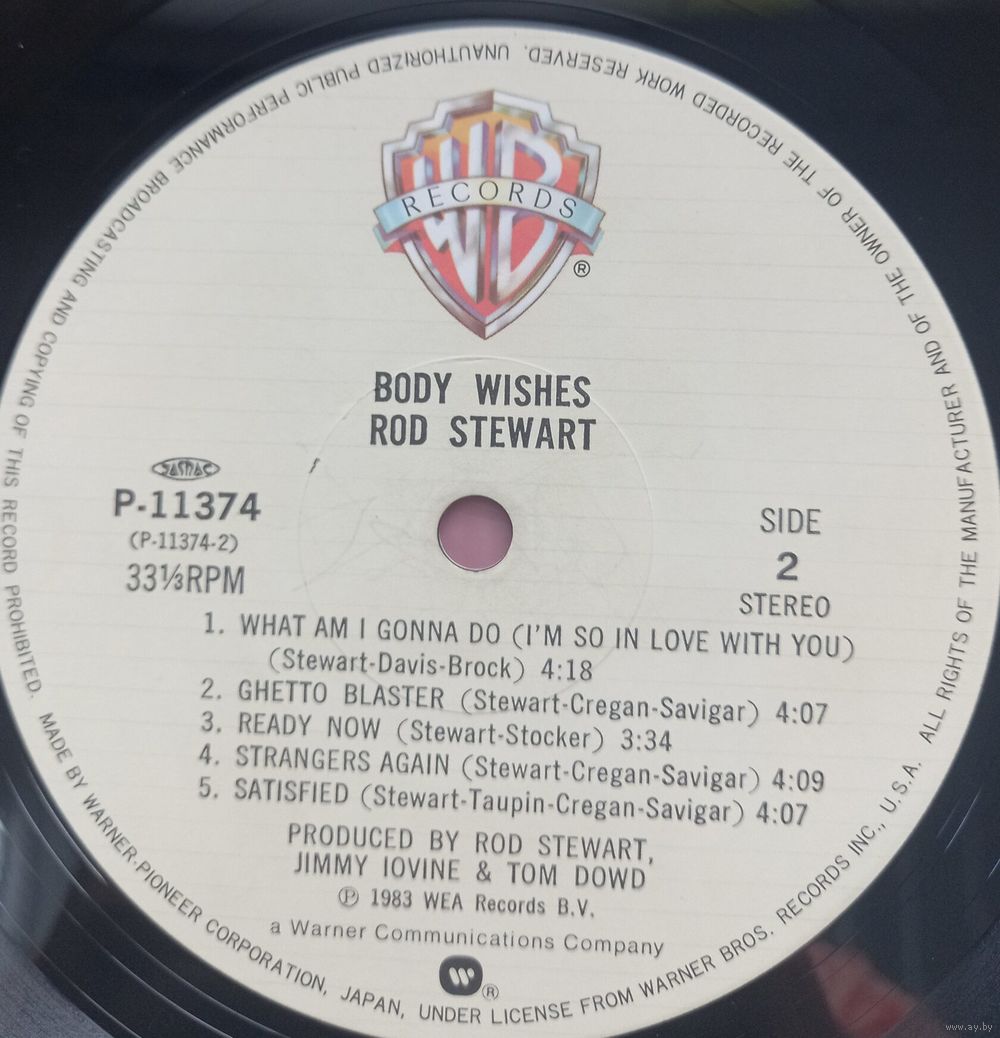 MADE BY WARNER-PIONEER CORPORATION, JAPAN, UNDER LICENSE FROM WARNER BROS. RECORDS INC., U.S.A. ALL RIGHTS OF THE MANUFACTURER AND OF THE OWNER OF THE RECORDED WORK RESERVED. UNAUTHORIZED PUBLIC PERFORMANCE BROADCASTING AND COPYING OF THIS RECORD PROHIBITED.
WB
RECORDS
®
BODY WISHES
ROD STEWART
JASRAC
P-11374
(P-11374-2)
33⅓RPM
SIDE
2
STEREO
1. WHAT AM I GONNA DO (I'M SO IN LOVE WITH YOU)
(Stewart-Davis-Brock) 4:18
2. GHETTO BLASTER (Stewart-Cregan-Savigar) 4:07
3. READY NOW (Stewart-Stocker) 3:34
4. STRANGERS AGAIN (Stewart-Cregan-Savigar) 4:09
5. SATISFIED (Stewart-Taupin-Cregan-Savigar) 4:07
PRODUCED BY ROD STEWART,
JIMMY IOVINE & TOM DOWD
℗ 1983 WEA Records B.V.
a Warner Communications Company
®
www.ay.by